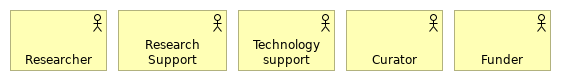 Researcher
Research
Support
Technology
support
Curator
Funder